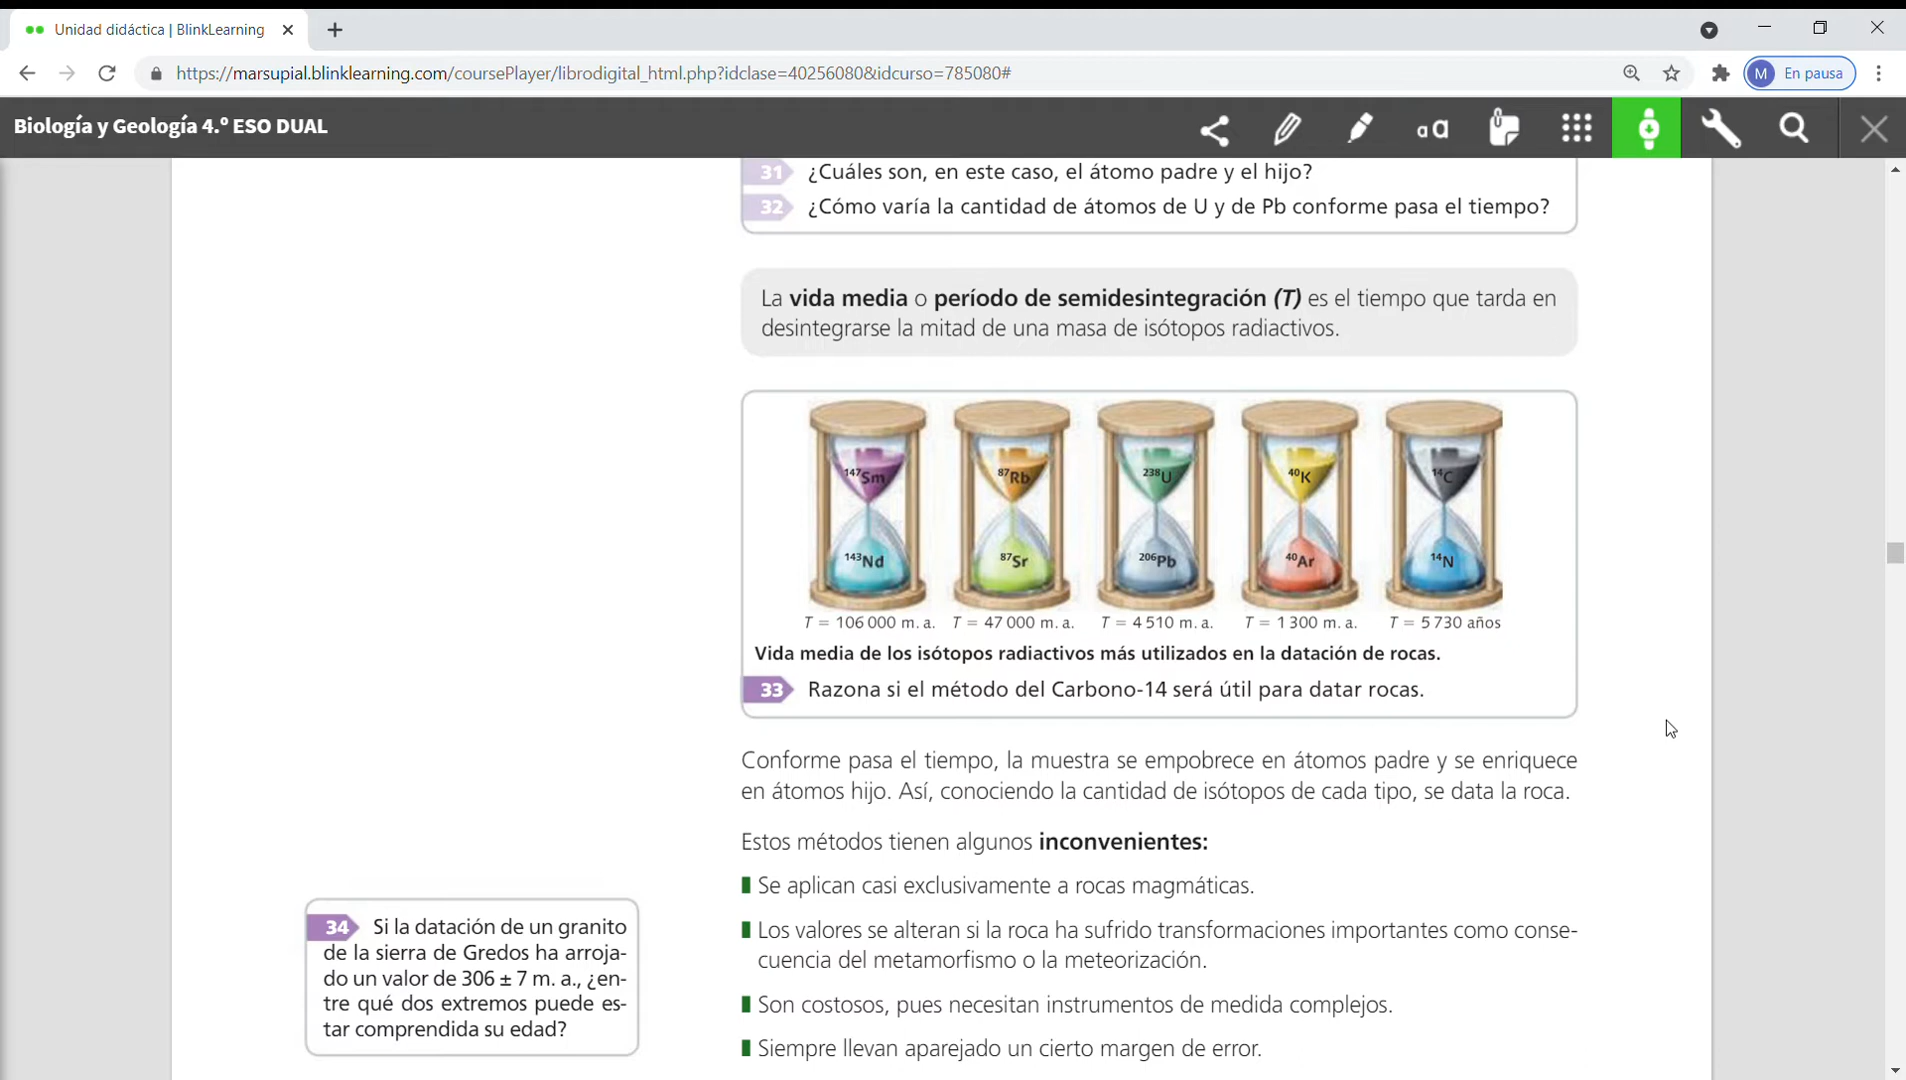 Unidad didáctica | BlinkLearning
https://marsupial.blinklearning.com/coursePlayer/librodigital_html.php?idclase=40256080&idcurso=785080#
M En pausa
Biología y Geología 4.º ESO DUAL
a a
31 ¿Cuáles son, en este caso, el átomo padre y el hijo?
32 ¿Cómo varía la cantidad de átomos de U y de Pb conforme pasa el tiempo?
La vida media o período de semidesintegración (T) es el tiempo que tarda en
desintegrarse la mitad de una masa de isótopos radiactivos.
¹⁴⁷Sm ⁸⁷Rb ²³⁸U ⁴⁰K ¹⁴C
¹⁴³Nd ⁸⁷Sr ²⁰⁶Pb ⁴⁰Ar ¹⁴N
T = 106 000 m. a. T = 47 000 m. a. T = 4 510 m. a. T = 1 300 m. a. T = 5 730 años
Vida media de los isótopos radiactivos más utilizados en la datación de rocas.
33 Razona si el método del Carbono-14 será útil para datar rocas.
Conforme pasa el tiempo, la muestra se empobrece en átomos padre y se enriquece
en átomos hijo. Así, conociendo la cantidad de isótopos de cada tipo, se data la roca.
Estos métodos tienen algunos inconvenientes:
Se aplican casi exclusivamente a rocas magmáticas.
Los valores se alteran si la roca ha sufrido transformaciones importantes como conse-
cuencia del metamorfismo o la meteorización.
Son costosos, pues necesitan instrumentos de medida complejos.
Siempre llevan aparejado un cierto margen de error.
34 Si la datación de un granito
de la sierra de Gredos ha arroja-
do un valor de 306 ± 7 m. a., ¿en-
tre qué dos extremos puede es-
tar comprendida su edad?